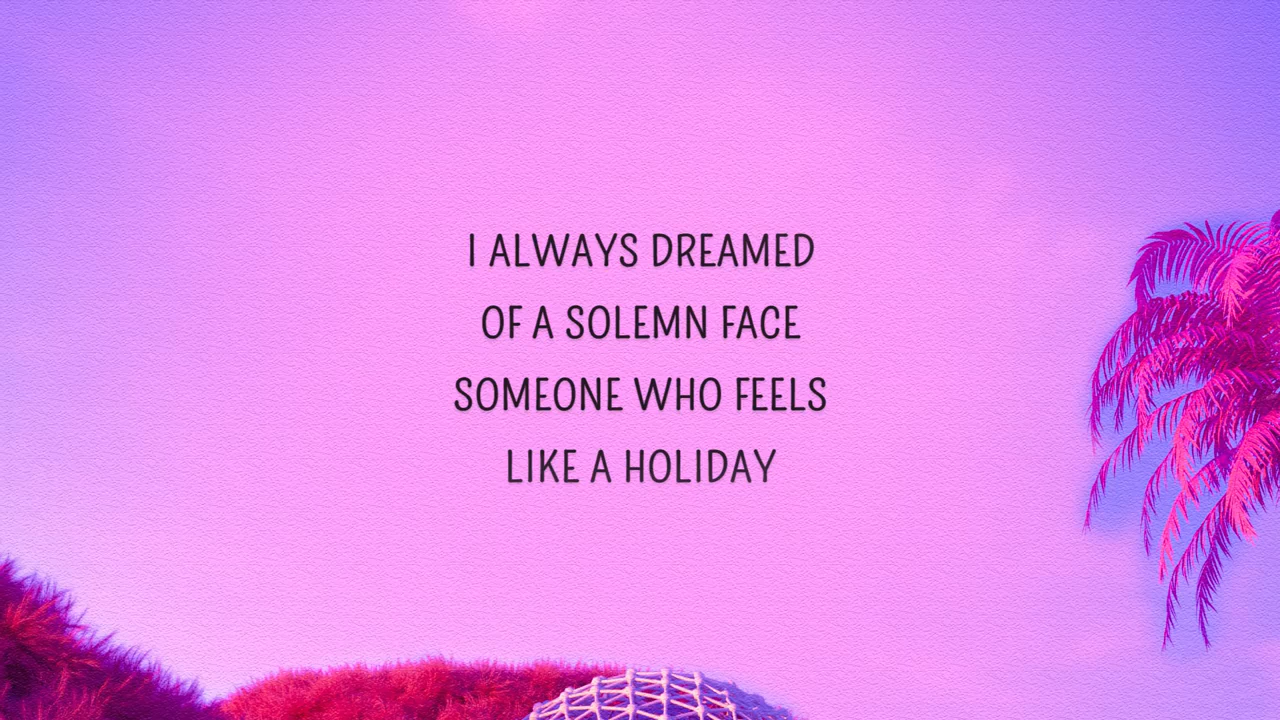 I ALWAYS DREAMED
OF A SOLEMN FACE
SOMEONE WHO FEELS
LIKE A HOLIDAY